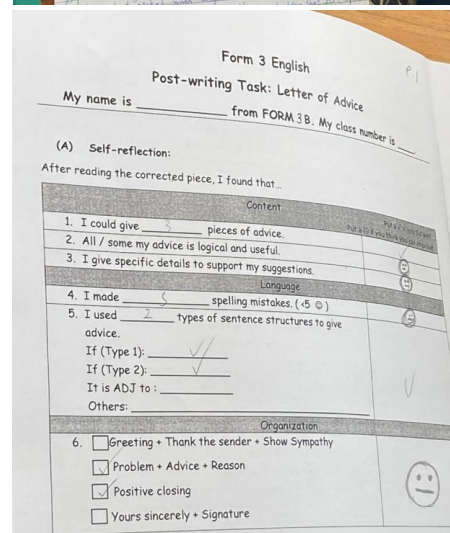 P.1
Form 3 English
Post-writing Task: Letter of Advice
My name is __________ from FORM 3B. My class number is ___
(A) Self-reflection:
After reading the corrected piece, I found that...
Content
1. I could give 3 pieces of advice.
2. All / some my advice is logical and useful.
3. I give specific details to support my suggestions.
Language
4. I made 5 spelling mistakes. (<5 ☺)
5. I used 2 types of sentence structures to give
advice.
If (Type 1): ✓
If (Type 2): ✓
It is ADJ to : __________
Others: __________
Organization
6. ☐ Greeting + Thank the sender + Show Sympathy
☑ Problem + Advice + Reason
☑ Positive closing
☐ Yours sincerely + Signature